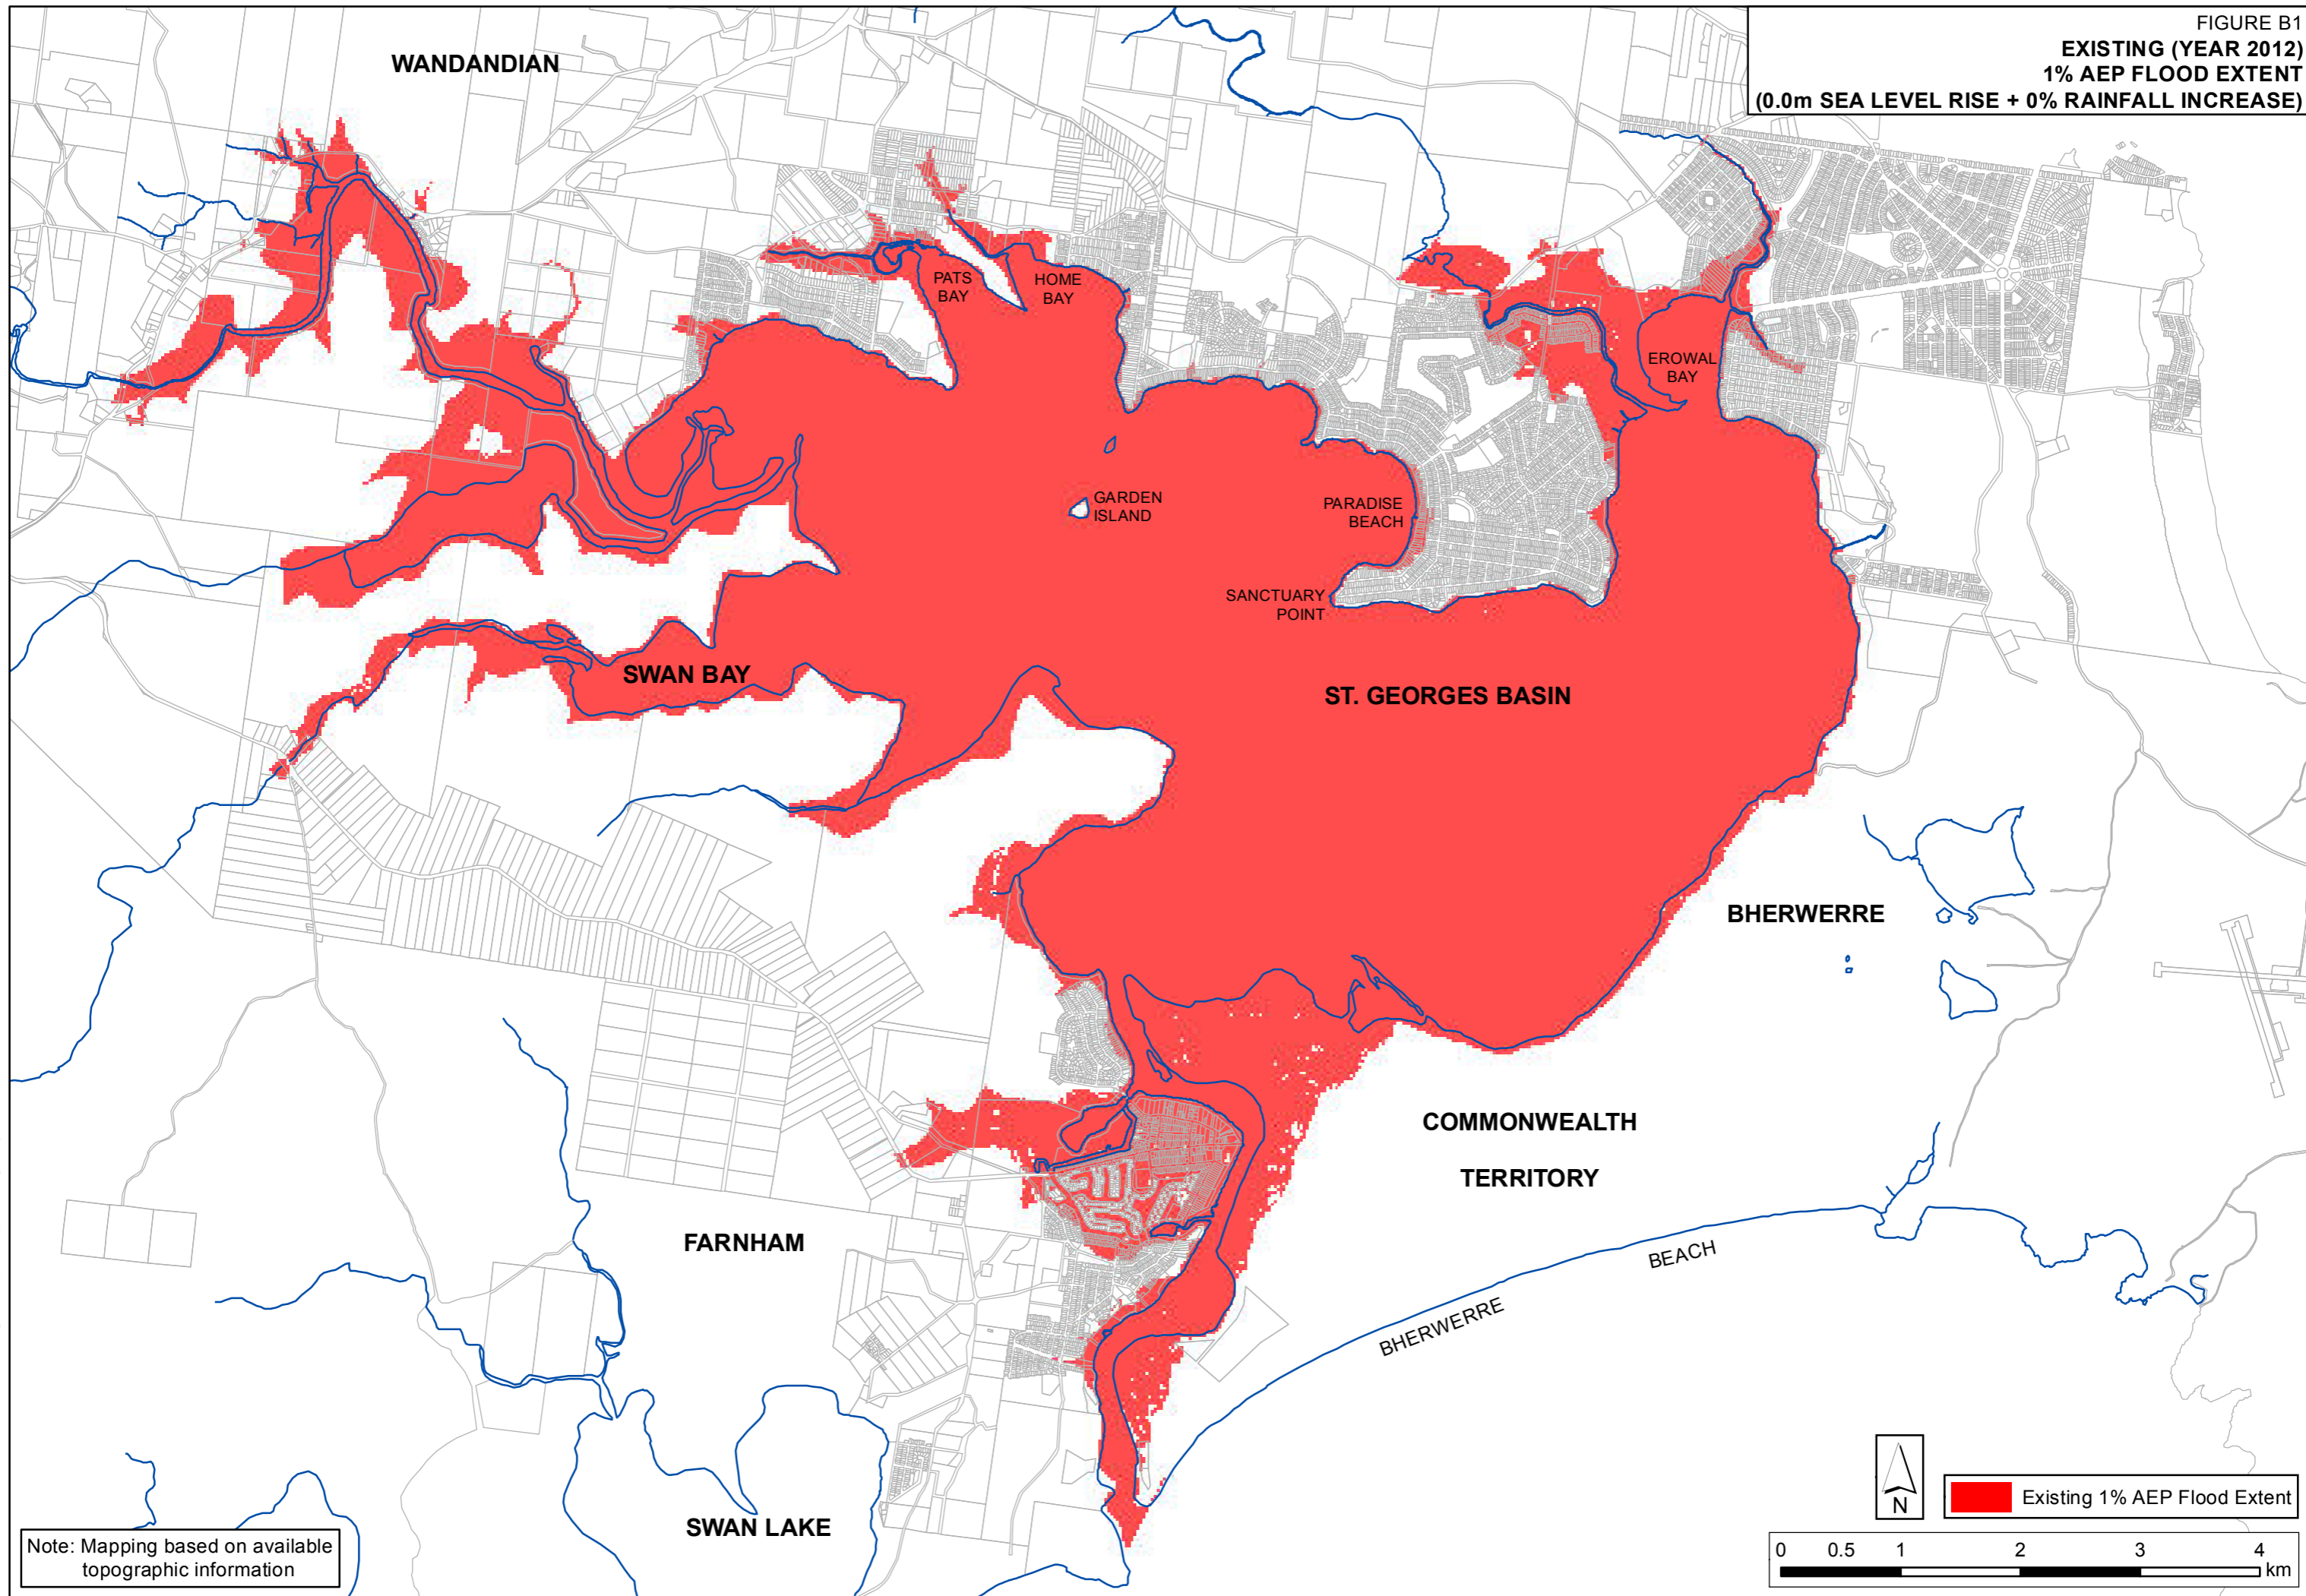 FIGURE B1
EXISTING (YEAR 2012)
1% AEP FLOOD EXTENT
(0.0m SEA LEVEL RISE + 0% RAINFALL INCREASE)
WANDANDIAN
PATS
BAY
HOME
BAY
EROWAL
BAY
GARDEN
ISLAND
PARADISE
BEACH
SANCTUARY
POINT
SWAN BAY
ST. GEORGES BASIN
BHERWERRE
COMMONWEALTH
TERRITORY
FARNHAM
BHERWERRE BEACH
SWAN LAKE
N
Existing 1% AEP Flood Extent
0 0.5 1 2 3 4
km
Note: Mapping based on available
topographic information